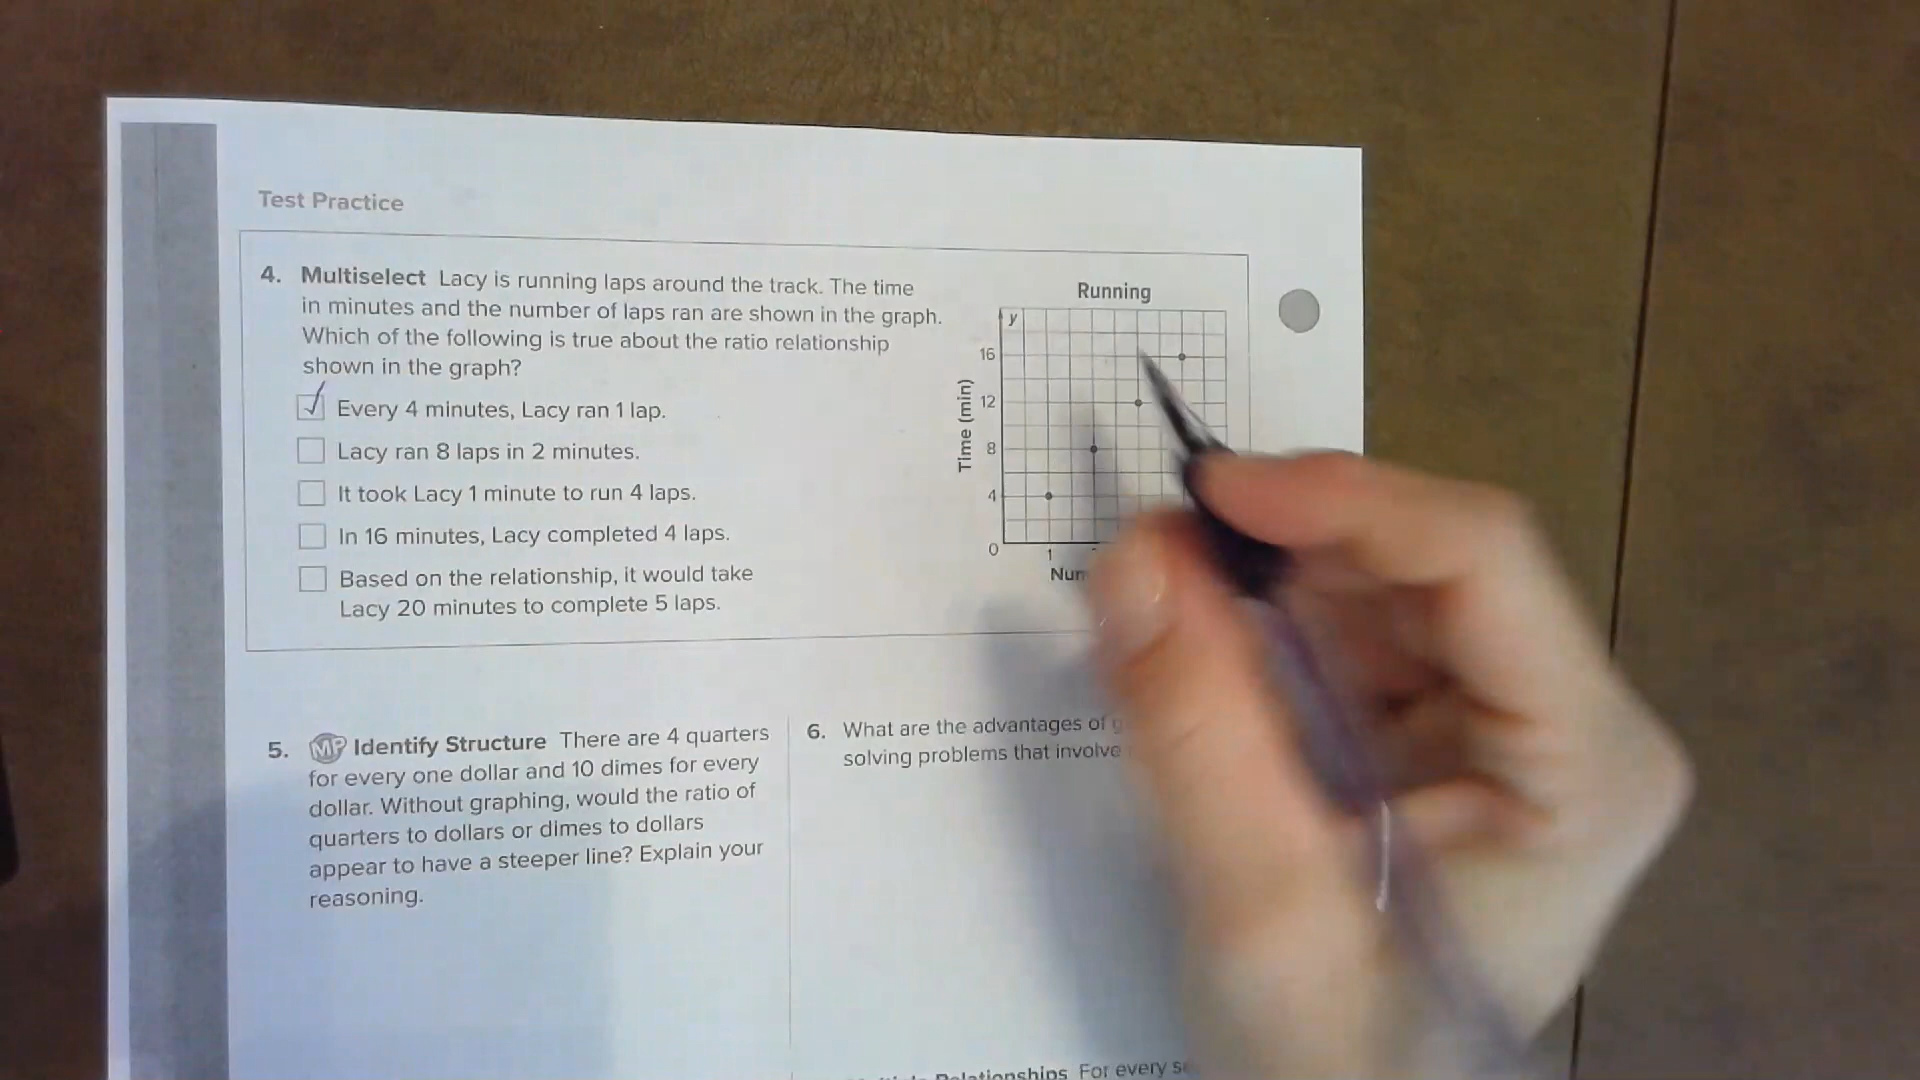 Test Practice
4. Multiselect Lacy is running laps around the track. The time
in minutes and the number of laps ran are shown in the graph.
Which of the following is true about the ratio relationship
shown in the graph?
Every 4 minutes, Lacy ran 1 lap.
Lacy ran 8 laps in 2 minutes.
It took Lacy 1 minute to run 4 laps.
In 16 minutes, Lacy completed 4 laps.
Based on the relationship, it would take
Lacy 20 minutes to complete 5 laps.
Running
y
16
12
8
4
0
1
Time (min)
5. MP Identify Structure There are 4 quarters
for every one dollar and 10 dimes for every
dollar. Without graphing, would the ratio of
quarters to dollars or dimes to dollars
appear to have a steeper line? Explain your
reasoning.
6. What are the advantages of
solving problems that involve
Relationships For every